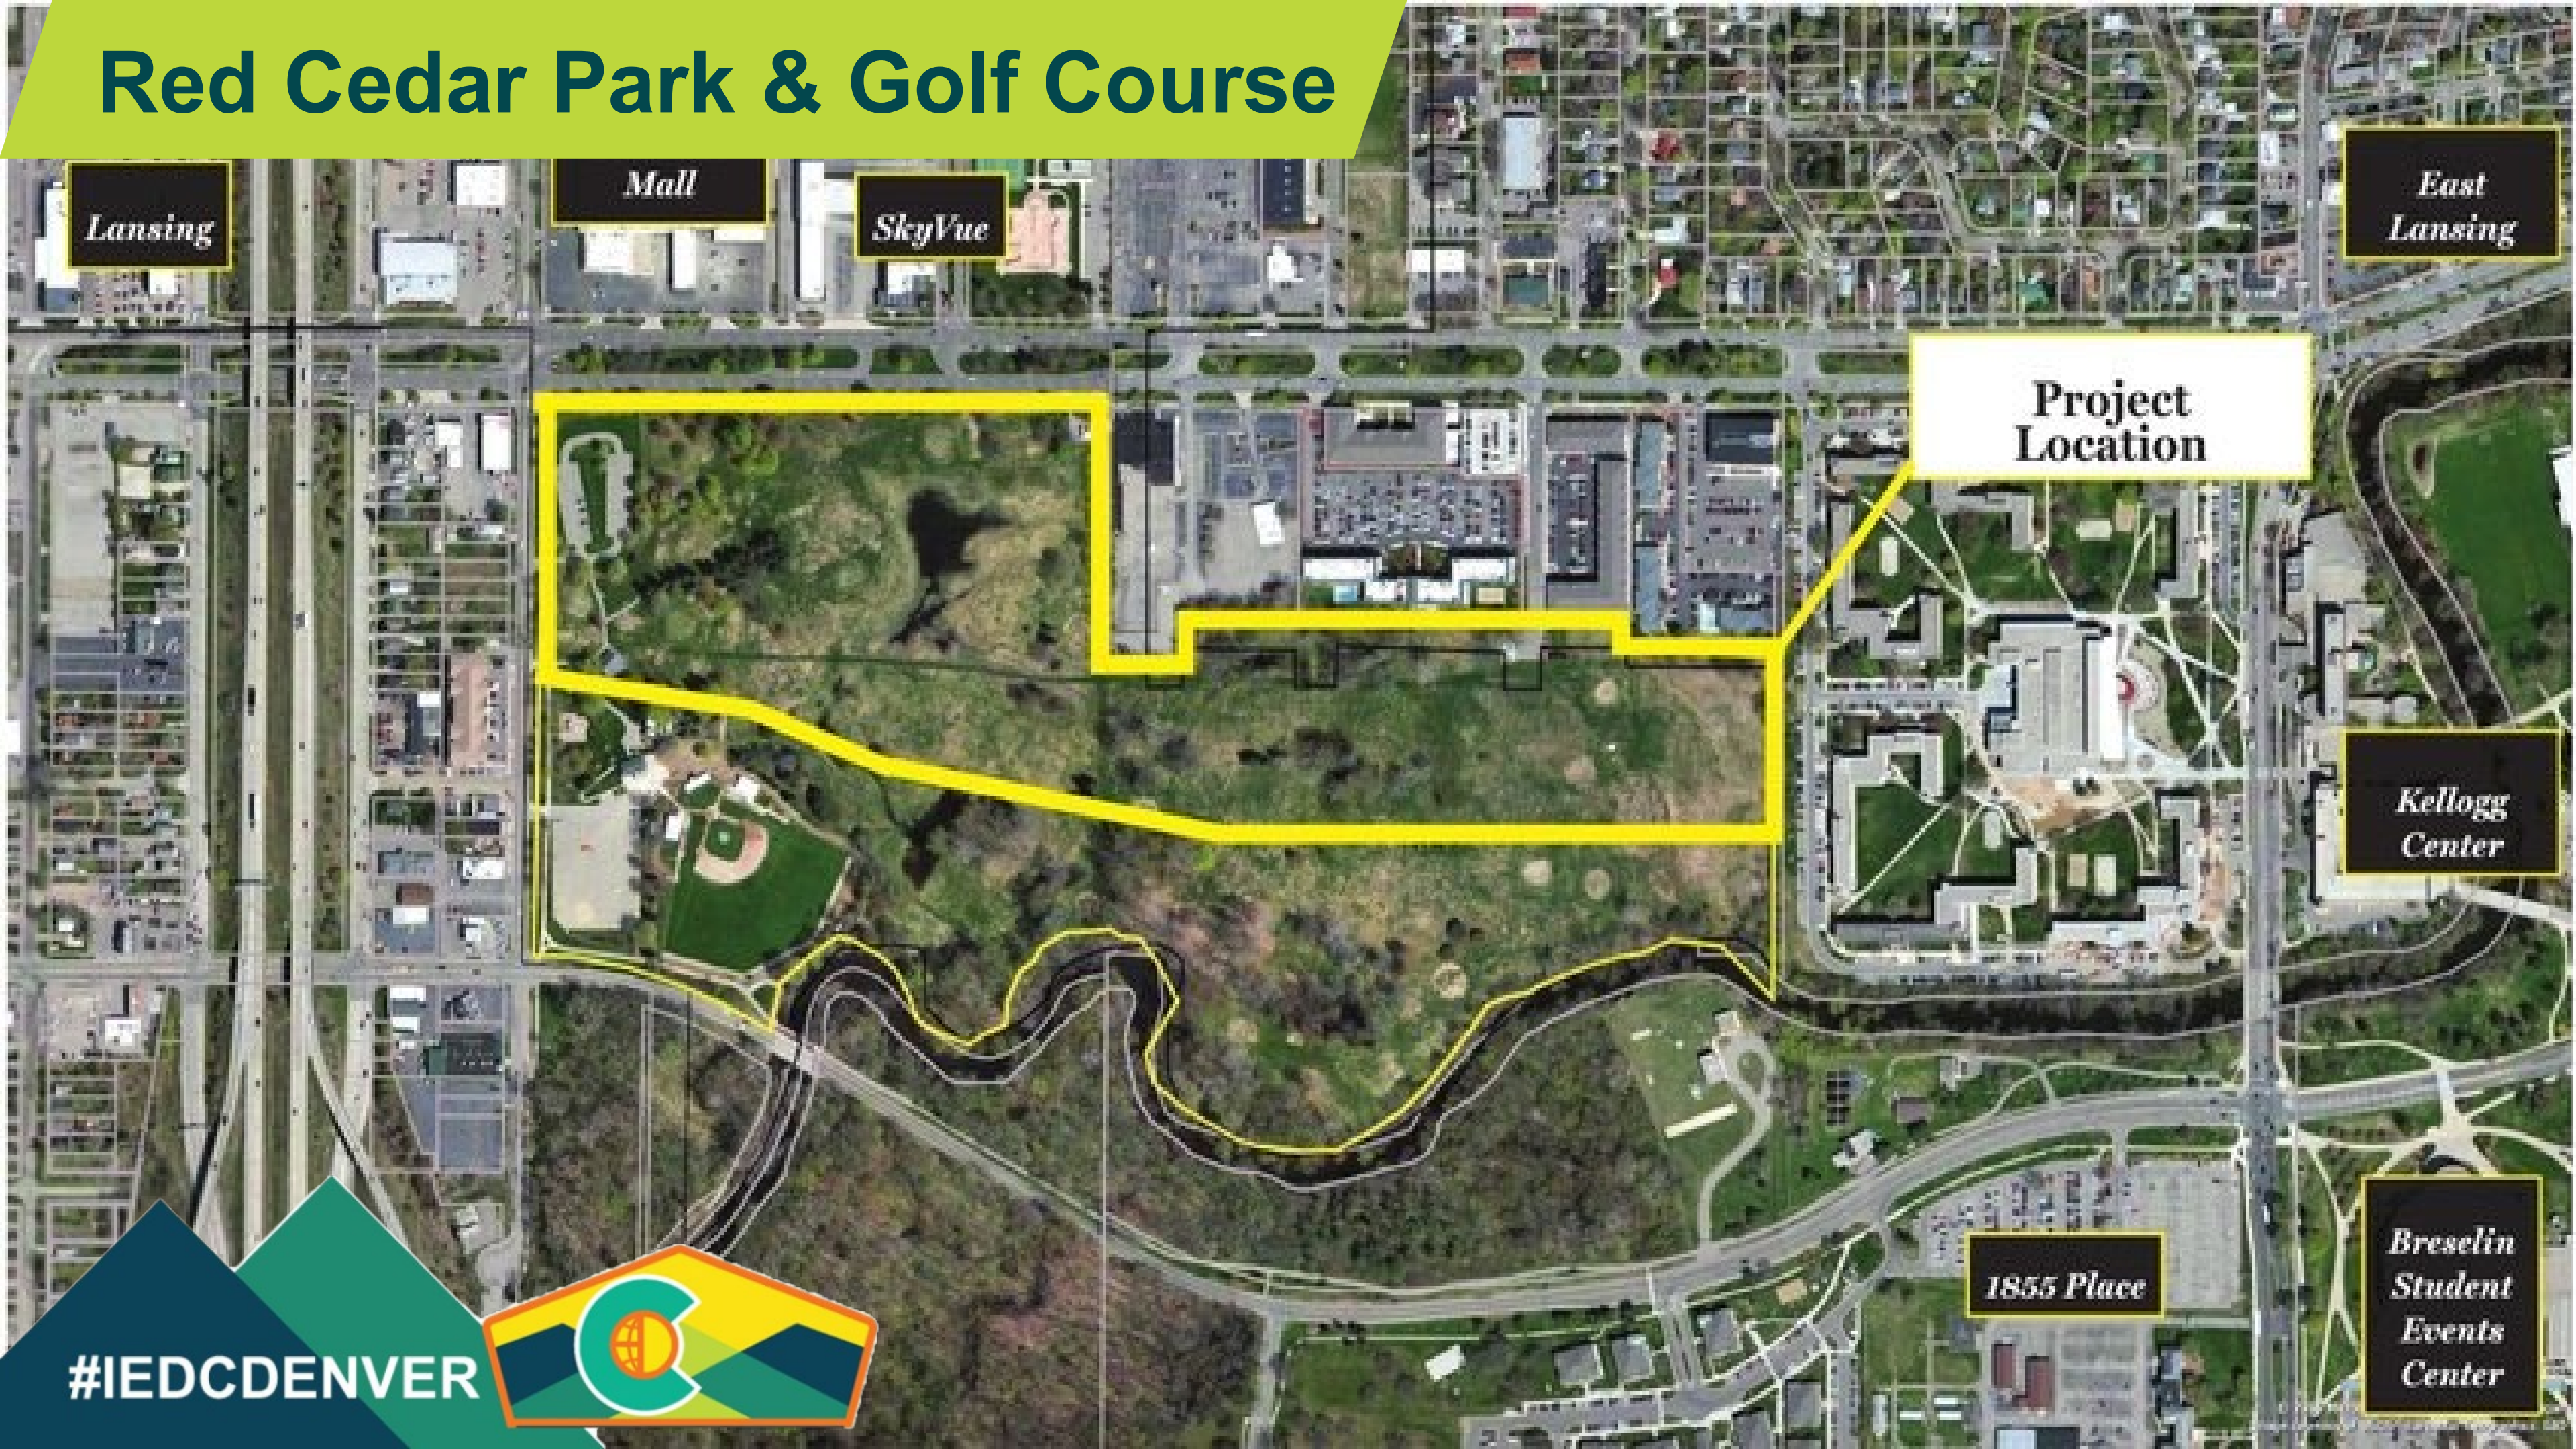 Red Cedar Park & Golf Course
Lansing
Mall
SkyVue
East
Lansing
Project
Location
Kellogg
Center
1855 Place
Breselin
Student
Events
Center
#IEDCDENVER